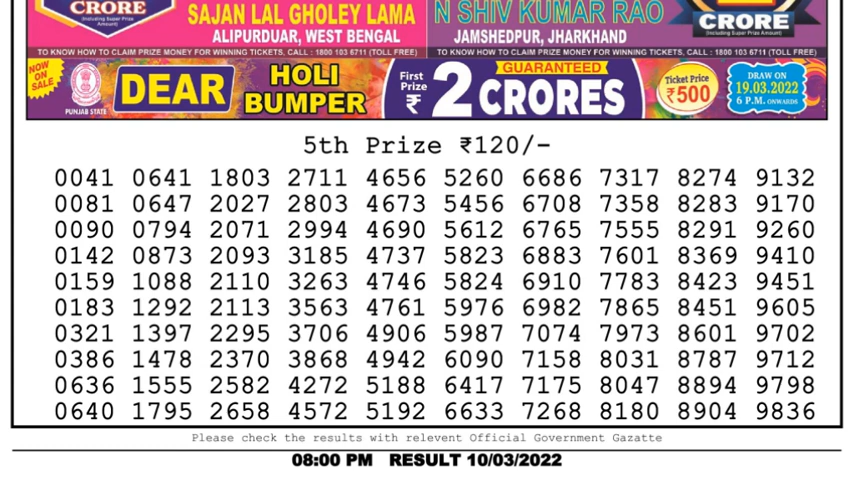 CRORE
(Including Super Prize Amount)
SAJAN LAL GHOLEY LAMA
ALIPURDUAR, WEST BENGAL
N SHIV KUMAR RAO
JAMSHEDPUR, JHARKHAND
CRORE
(Including Super Prize Amount)
TO KNOW HOW TO CLAIM PRIZE MONEY FOR WINNING TICKETS, CALL : 1800 103 6711 (TOLL FREE)
TO KNOW HOW TO CLAIM PRIZE MONEY FOR WINNING TICKETS, CALL : 1800 103 6711 (TOLL FREE)
NOW ON SALE
PUNJAB STATE
DEAR
HOLI
BUMPER
First
Prize
₹
2 CRORES
GUARANTEED
Ticket Price
₹500
DRAW ON
19.03.2022
6 P.M. ONWARDS
5th Prize ₹120/-
0041 0641 1803 2711 4656 5260 6686 7317 8274 9132
0081 0647 2027 2803 4673 5456 6708 7358 8283 9170
0090 0794 2071 2994 4690 5612 6765 7555 8291 9260
0142 0873 2093 3185 4737 5823 6883 7601 8369 9410
0159 1088 2110 3263 4746 5824 6910 7783 8423 9451
0183 1292 2113 3563 4761 5976 6982 7865 8451 9605
0321 1397 2295 3706 4906 5987 7074 7973 8601 9702
0386 1478 2370 3868 4942 6090 7158 8031 8787 9712
0636 1555 2582 4272 5188 6417 7175 8047 8894 9798
0640 1795 2658 4572 5192 6633 7268 8180 8904 9836
Please check the results with relevent Official Government Gazatte
08:00 PM RESULT 10/03/2022